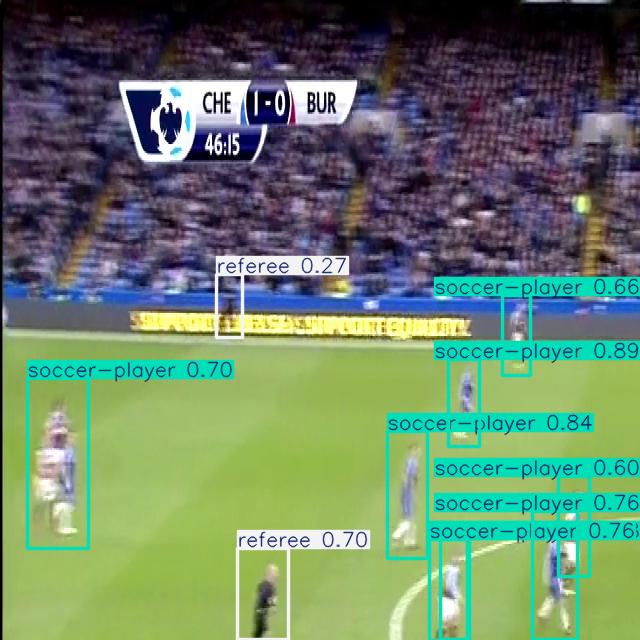 CHE 1-0 BUR
46:15
referee 0.27
soccer-player 0.66
soccer-player 0.89
soccer-player 0.70
soccer-player 0.84
soccer-player 0.60
soccer-player 0.76
soccer-player 0.76
referee 0.70